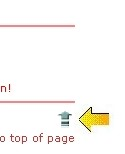 n!
o top of page